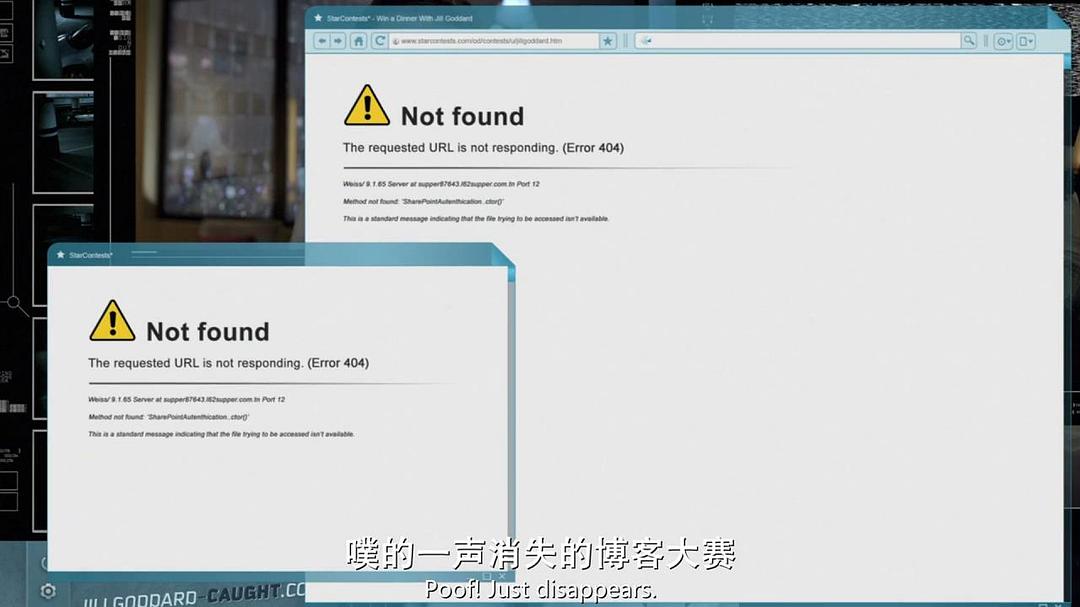 StarContests* - Win a Dinner With Jill Goddard
www.starcontests.com/od/contests/u/jillgoddard.htm
Not found
The requested URL is not responding. (Error 404)
Weiss/ 9.1.65 Server at supper87643.l62supper.com.tn Port 12
Method not found: 'SharePointAutenthication..ctor()'
This is a standard message indicating that the file trying to be accessed isn't available.
StarContests*
Not found
The requested URL is not responding. (Error 404)
Weiss/ 9.1.65 Server at supper87643.l62supper.com.tn Port 12
Method not found: 'SharePointAutenthication..ctor()'
This is a standard message indicating that the file trying to be accessed isn't available.
噗的一声消失的博客大赛
Poof! Just disappears.
JILLGODDARD-CAUGHT.CO